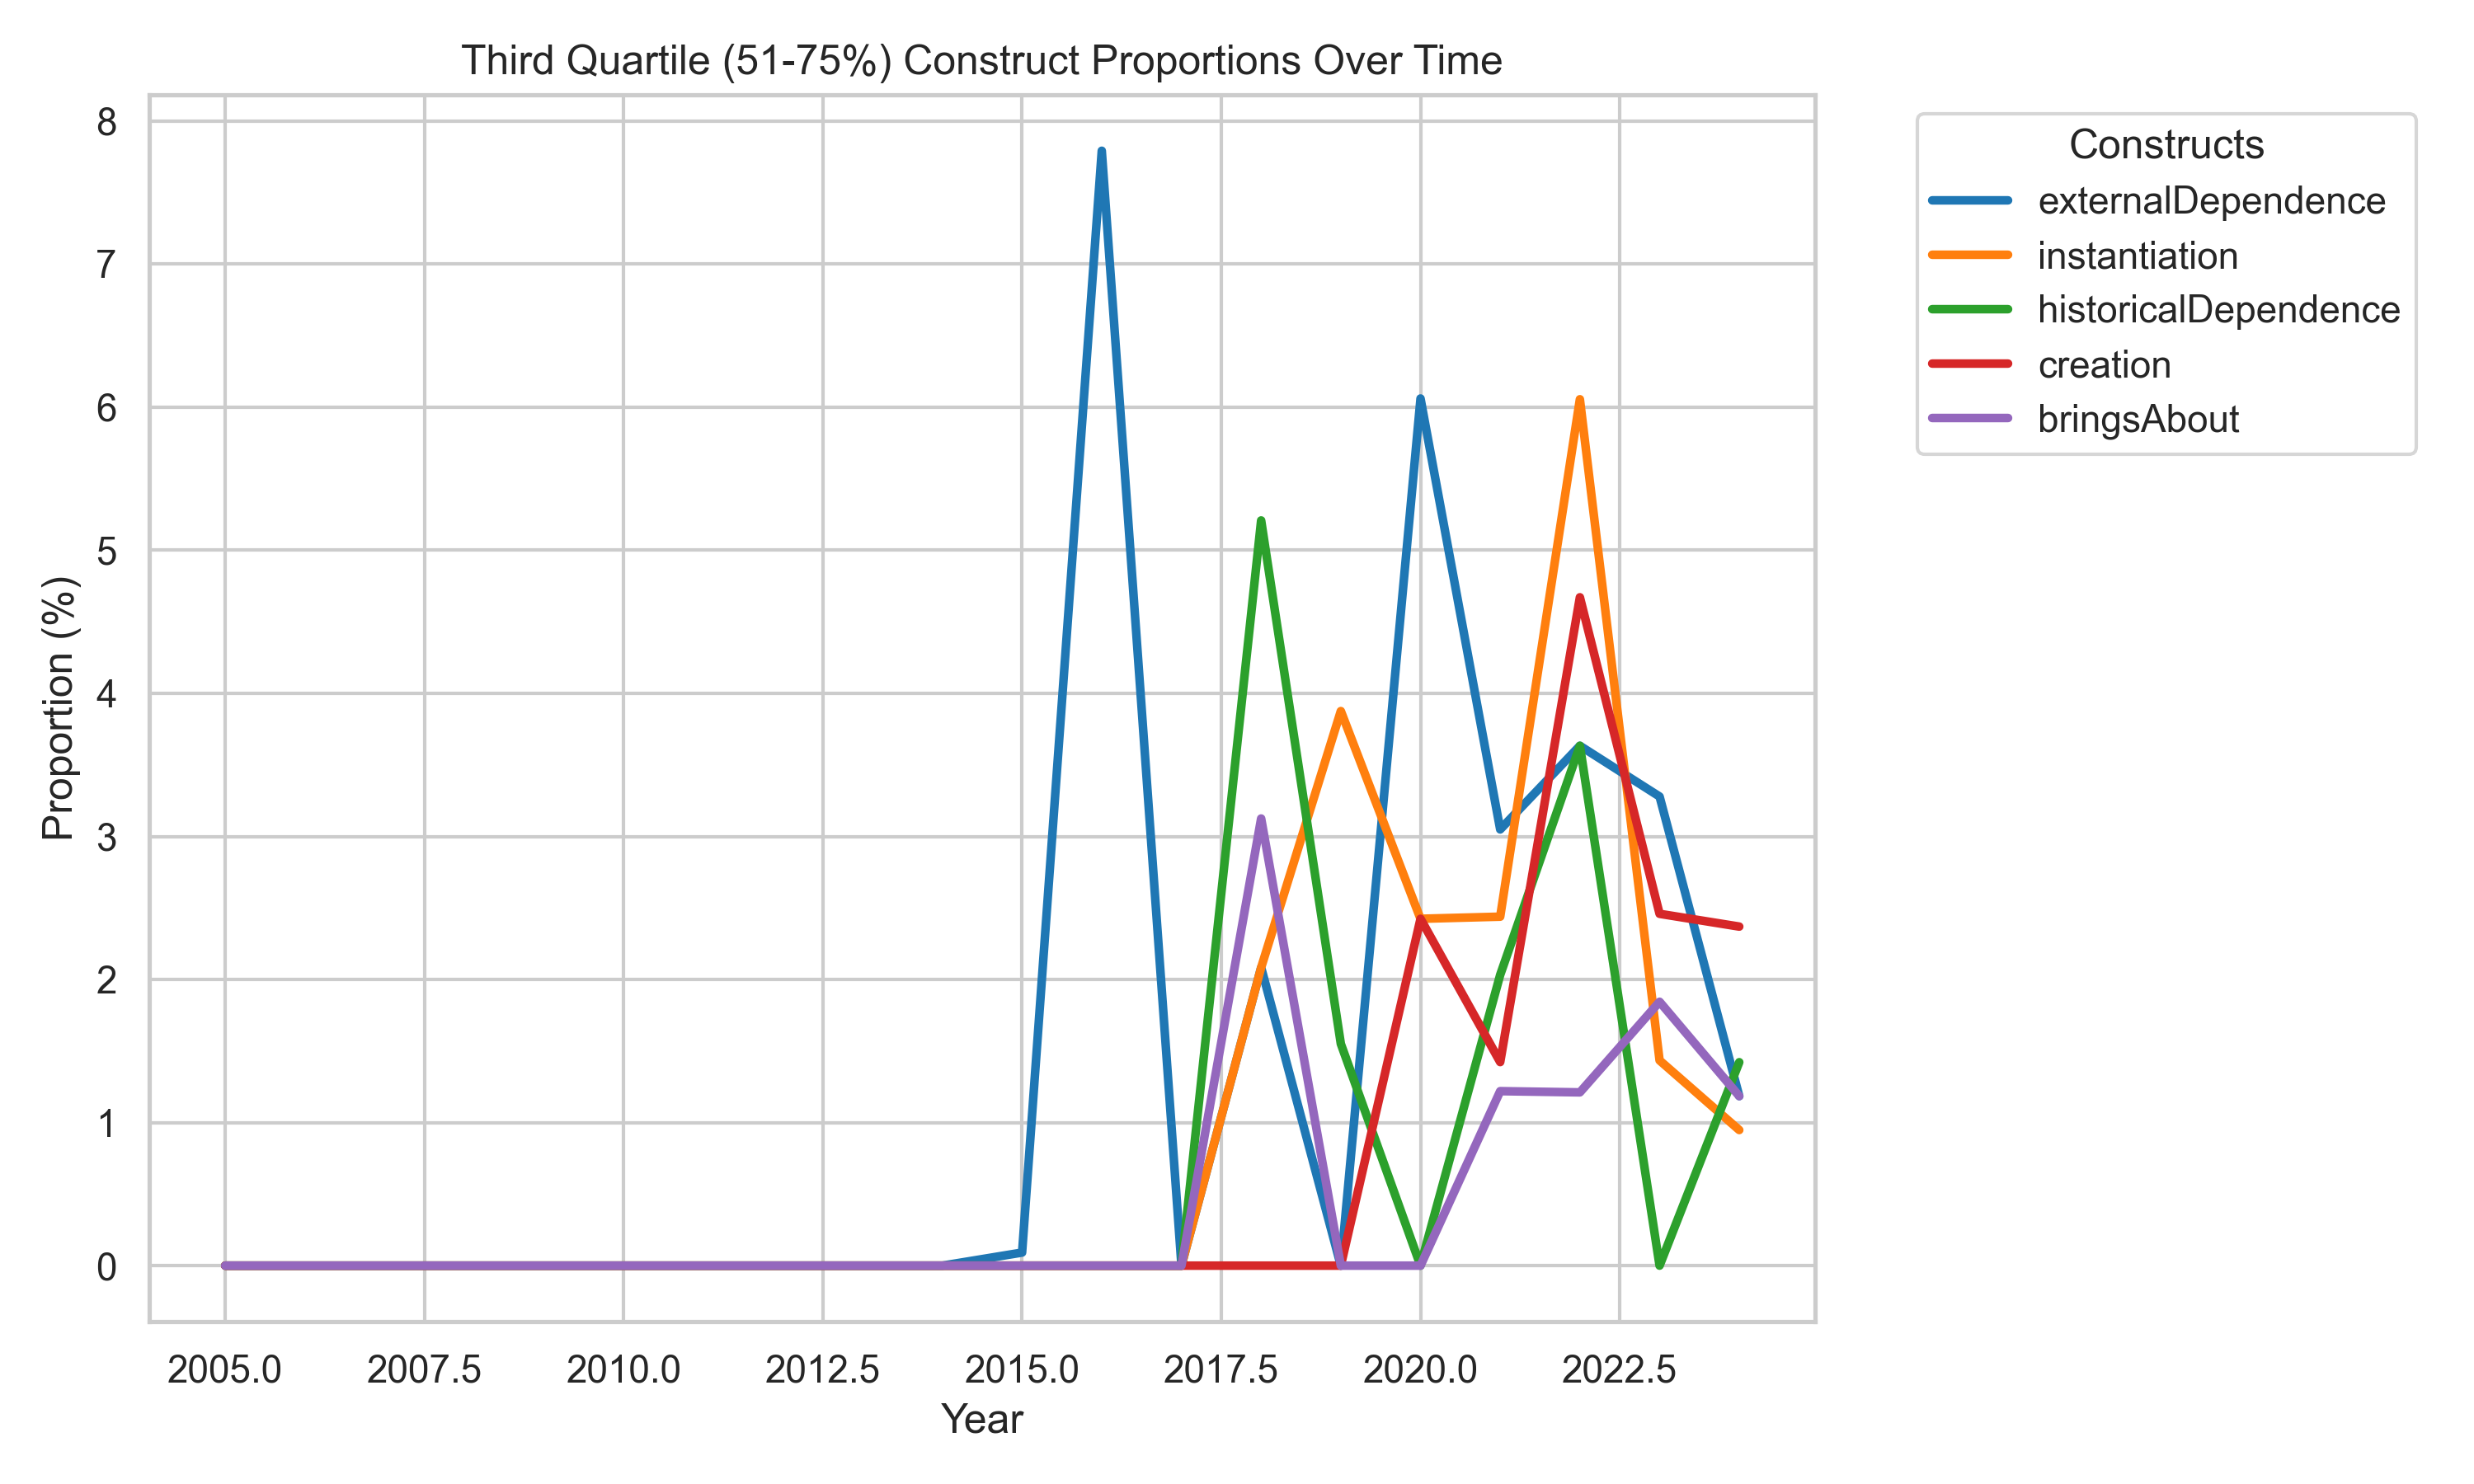 Third Quartile (51-75%) Construct Proportions Over Time
8
7
6
5
4
3
2
1
0
Proportion (%)
2005.0 2007.5 2010.0 2012.5 2015.0 2017.5 2020.0 2022.5
Year
Constructs
externalDependence
instantiation
historicalDependence
creation
bringsAbout